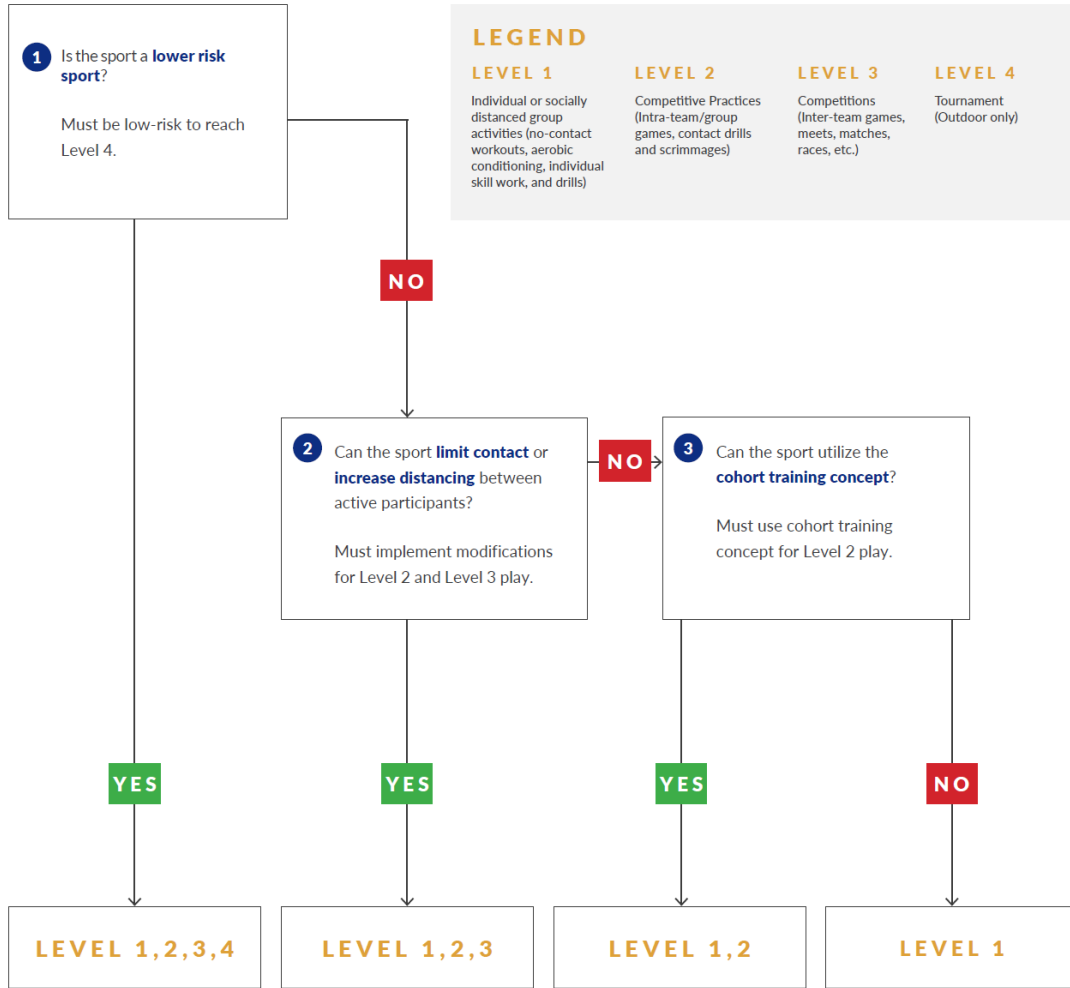 1 Is the sport a lower risk
sport?
Must be low-risk to reach
Level 4.
LEGEND
LEVEL 1
Individual or socially
distanced group
activities (no-contact
workouts, aerobic
conditioning, individual
skill work, and drills)
LEVEL 2
Competitive Practices
(Intra-team/group
games, contact drills
and scrimmages)
LEVEL 3
Competitions
(Inter-team games,
meets, matches,
races, etc.)
LEVEL 4
Tournament
(Outdoor only)
NO
2 Can the sport limit contact or
increase distancing between
active participants?
Must implement modifications
for Level 2 and Level 3 play.
NO
3 Can the sport utilize the
cohort training concept?
Must use cohort training
concept for Level 2 play.
YES
YES
YES
NO
LEVEL 1,2,3,4
LEVEL 1,2,3
LEVEL 1,2
LEVEL 1